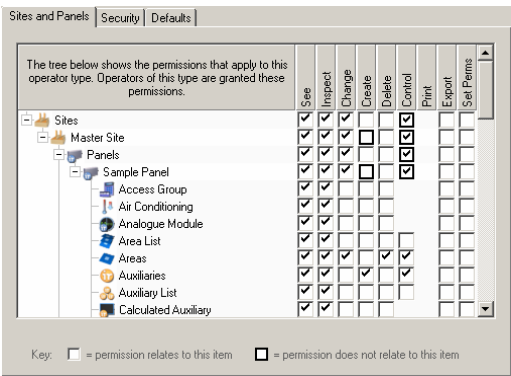 Sites and Panels Security Defaults
The tree below shows the permissions that apply to this
operator type. Operators of this type are granted these
permissions.
See
Inspect
Change
Create
Delete
Control
Print
Export
Set Perms
Sites
Master Site
Panels
Sample Panel
Access Group
Air Conditioning
Analogue Module
Area List
Areas
Auxiliaries
Auxiliary List
Calculated Auxiliary
Key: = permission relates to this item = permission does not relate to this item